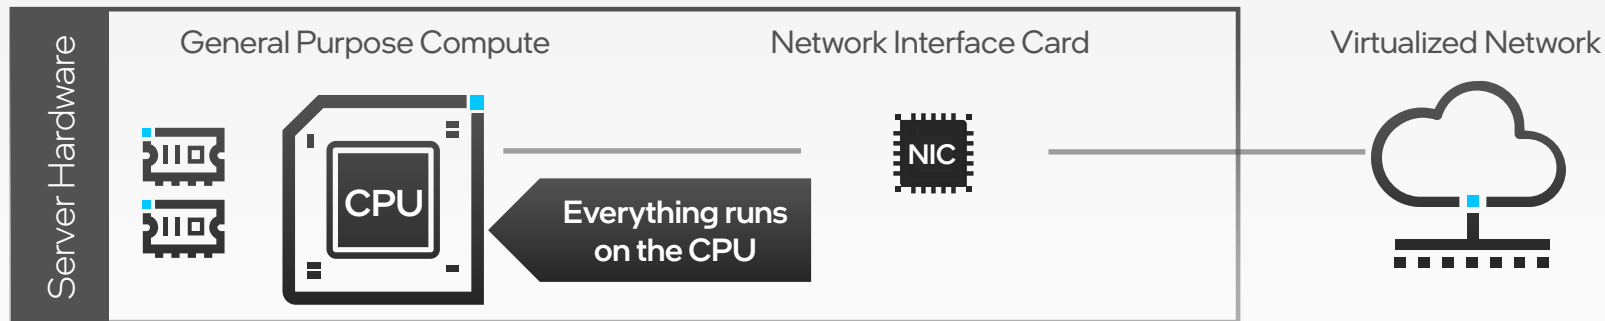 Server Hardware
General Purpose Compute
Network Interface Card
Virtualized Network
CPU
NIC
Everything runs
on the CPU